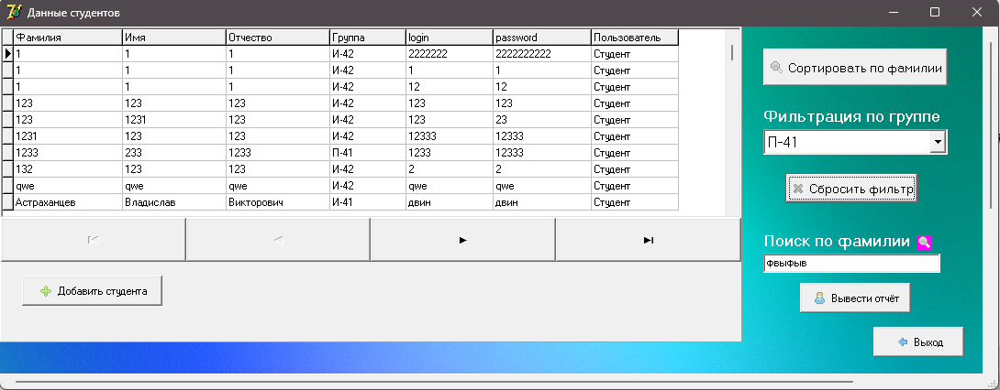 Данные студентов
Фамилия Имя Отчество Группа login password Пользователь
1 1 1 И-42 2222222 2222222222 Студент
1 1 1 И-42 1 1 Студент
1 1 1 И-42 12 12 Студент
123 123 123 И-42 123 123 Студент
123 1231 123 И-42 123 23 Студент
1231 123 123 И-42 12333 12333 Студент
1233 233 1233 П-41 1233 12333 Студент
132 123 123 И-42 2 2 Студент
qwe qwe qwe И-42 qwe qwe Студент
Астраханцев Владислав Викторович И-41 двин двин Студент
Добавить студента
Сортировать по фамилии
Фильтрация по группе
П-41
Сбросить фильтр
Поиск по фамилии
фвыфыв
Вывести отчёт
Выход